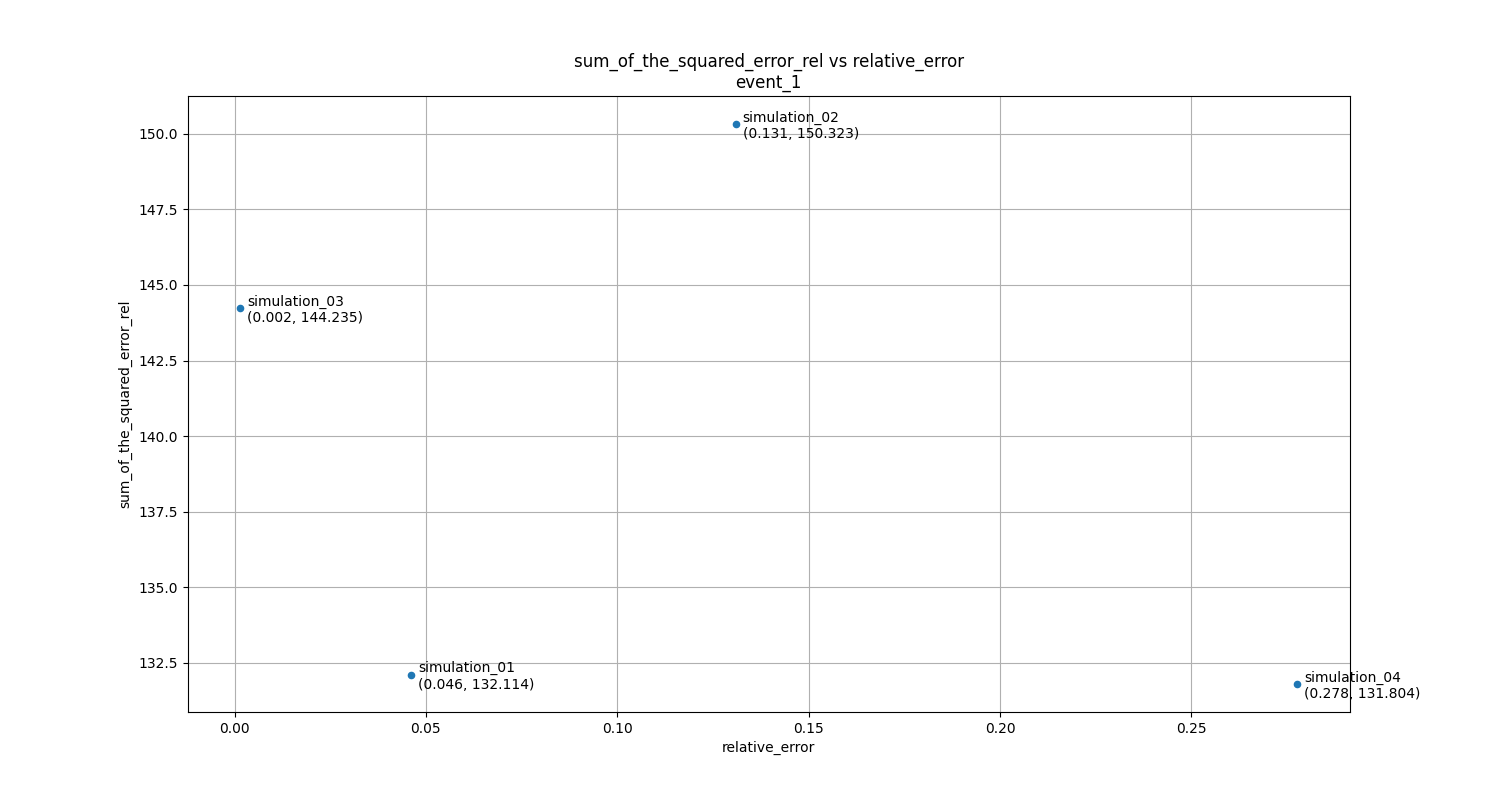 sum_of_the_squared_error_rel vs relative_error
event_1
sum_of_the_squared_error_rel
150.0
147.5
145.0
142.5
140.0
137.5
135.0
132.5
simulation_02
(0.131, 150.323)
simulation_03
(0.002, 144.235)
simulation_01
(0.046, 132.114)
simulation_04
(0.278, 131.804)
0.00
0.05
0.10
0.15
0.20
0.25
relative_error